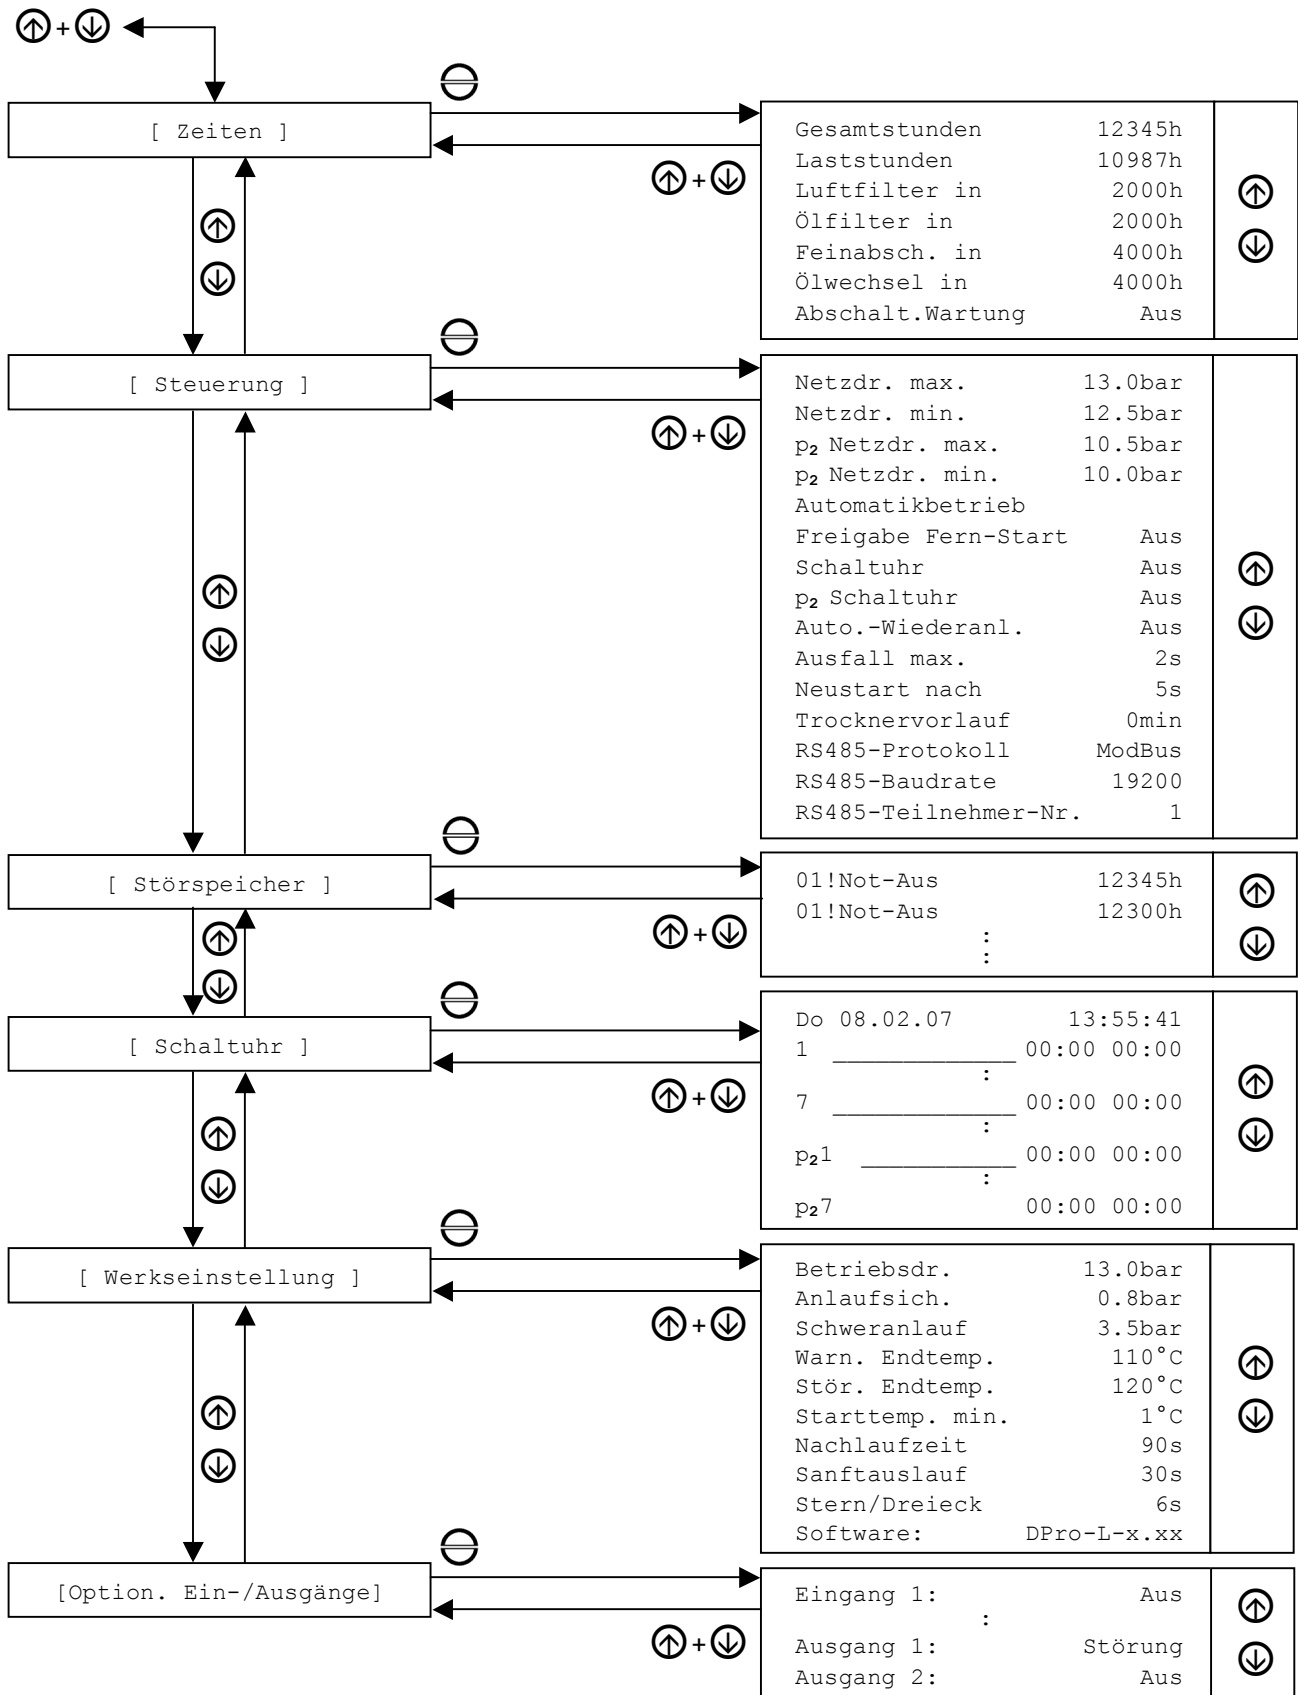 +
[ Zeiten ]
Gesamtstunden 12345h
Laststunden 10987h
Luftfilter in 2000h
Ölfilter in 2000h
Feinabsch. in 4000h
Ölwechsel in 4000h
Abschalt.Wartung Aus
+
[ Steuerung ]
Netzdr. max. 13.0bar
Netzdr. min. 12.5bar
p₂ Netzdr. max. 10.5bar
p₂ Netzdr. min. 10.0bar
Automatikbetrieb
Freigabe Fern-Start Aus
Schaltuhr Aus
p₂ Schaltuhr Aus
Auto.-Wiederanl. Aus
Ausfall max. 2s
Neustart nach 5s
Trocknervorlauf 0min
RS485-Protokoll ModBus
RS485-Baudrate 19200
RS485-Teilnehmer-Nr. 1
+
[ Störspeicher ]
01!Not-Aus 12345h
01!Not-Aus 12300h
:
:
+
[ Schaltuhr ]
Do 08.02.07 13:55:41
1 _____________ 00:00 00:00
:
7 _____________ 00:00 00:00
:
p₂1 ___________ 00:00 00:00
:
p₂7 00:00 00:00
+
[ Werkseinstellung ]
Betriebsdr. 13.0bar
Anlaufsich. 0.8bar
Schweranlauf 3.5bar
Warn. Endtemp. 110°C
Stör. Endtemp. 120°C
Starttemp. min. 1°C
Nachlaufzeit 90s
Sanftauslauf 30s
Stern/Dreieck 6s
Software: DPro-L-x.xx
+
[Option. Ein-/Ausgänge]
Eingang 1: Aus
:
Ausgang 1: Störung
Ausgang 2: Aus
+